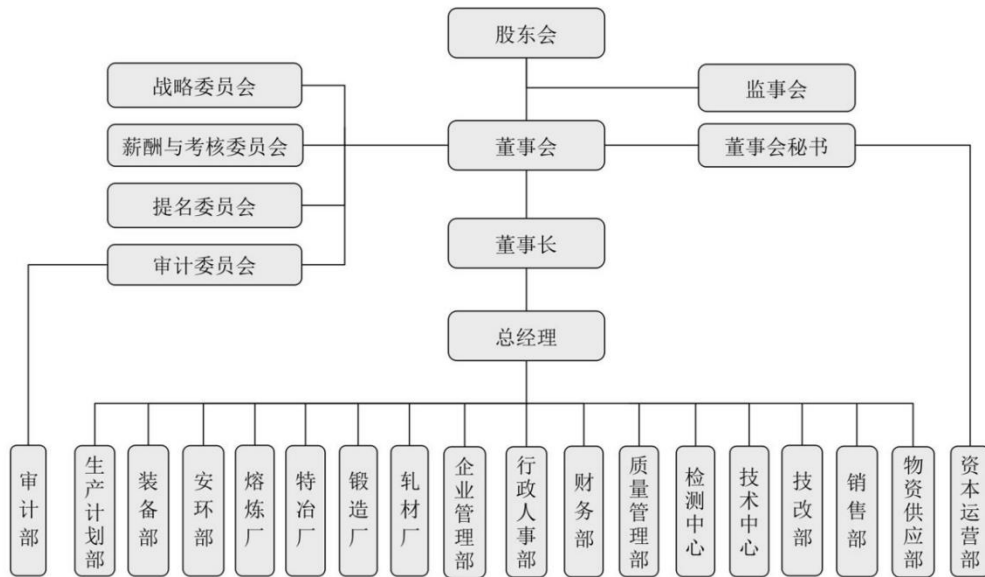 股东会
战略委员会
监事会
薪酬与考核委员会
董事会
董事会秘书
提名委员会
董事长
审计委员会
总经理
审计部
生产计划部
装备部
安环部
熔炼厂
特冶厂
锻造厂
轧材厂
企业管理部
行政人事部
财务部
质量管理部
检测中心
技术中心
技改部
销售部
物资供应部
资本运营部